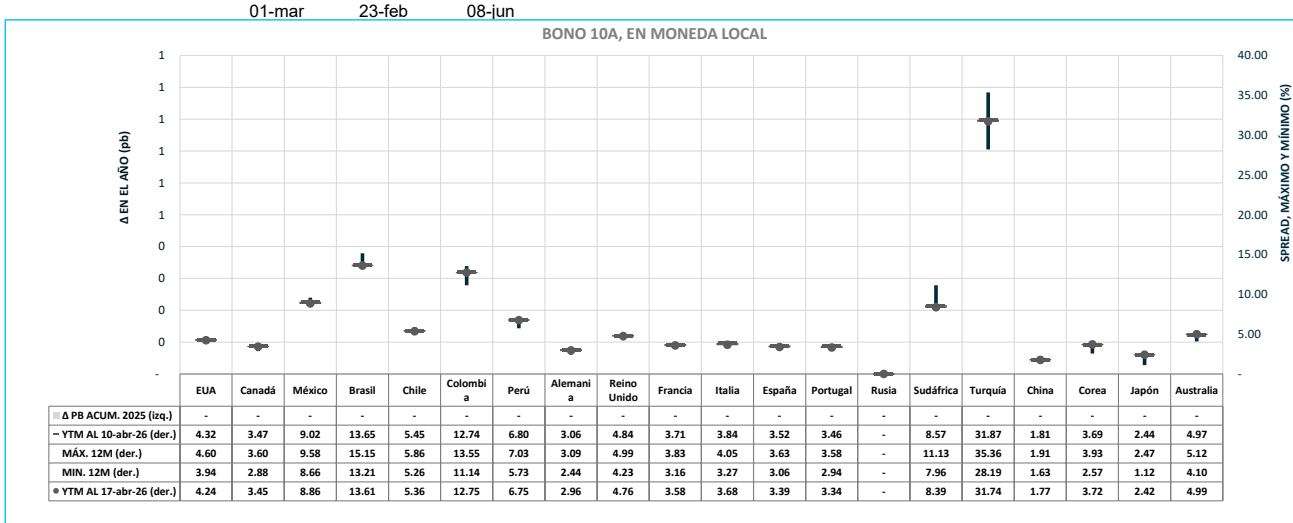 01-mar 23-feb 08-jun
BONO 10A, EN MONEDA LOCAL
Δ EN EL AÑO (pb)
1
1
1
1
1
1
0
0
0
0
-
40.00
35.00
30.00
25.00
20.00
15.00
10.00
5.00
-
SPREAD, MÁXIMO Y MÍNIMO (%)
EUA Canadá México Brasil Chile Colombi a Perú Alemani a Reino Unido Francia Italia España Portugal Rusia Sudáfrica Turquía China Corea Japón Australia
Δ PB ACUM. 2025 (izq.) - - - - - - - - - - - - - - - - - - - -
YTM AL 10-abr-26 (der.) 4.32 3.47 9.02 13.65 5.45 12.74 6.80 3.06 4.84 3.71 3.84 3.52 3.46 - 8.57 31.87 1.81 3.69 2.44 4.97
MÁX. 12M (der.) 4.60 3.60 9.58 15.15 5.86 13.55 7.03 3.09 4.99 3.83 4.05 3.63 3.58 - 11.13 35.36 1.91 3.93 2.47 5.12
MIN. 12M (der.) 3.94 2.88 8.66 13.21 5.26 11.14 5.73 2.44 4.23 3.16 3.27 3.06 2.94 - 7.96 28.19 1.63 2.57 1.12 4.10
YTM AL 17-abr-26 (der.) 4.24 3.45 8.86 13.61 5.36 12.75 6.75 2.96 4.76 3.58 3.68 3.39 3.34 - 8.39 31.74 1.77 3.72 2.42 4.99